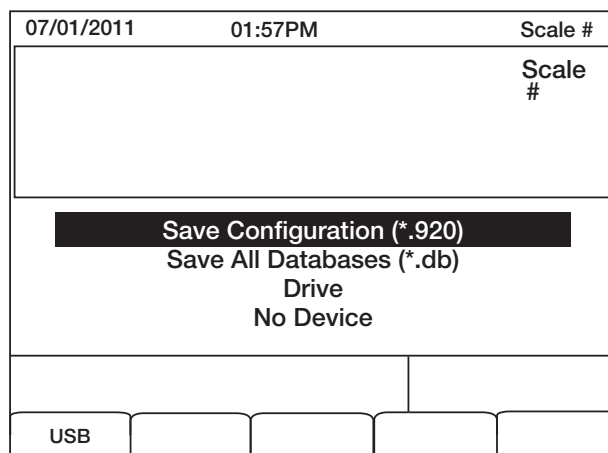 07/01/2011 01:57PM Scale #
Scale
#
Save Configuration (*.920)
Save All Databases (*.db)
Drive
No Device
USB